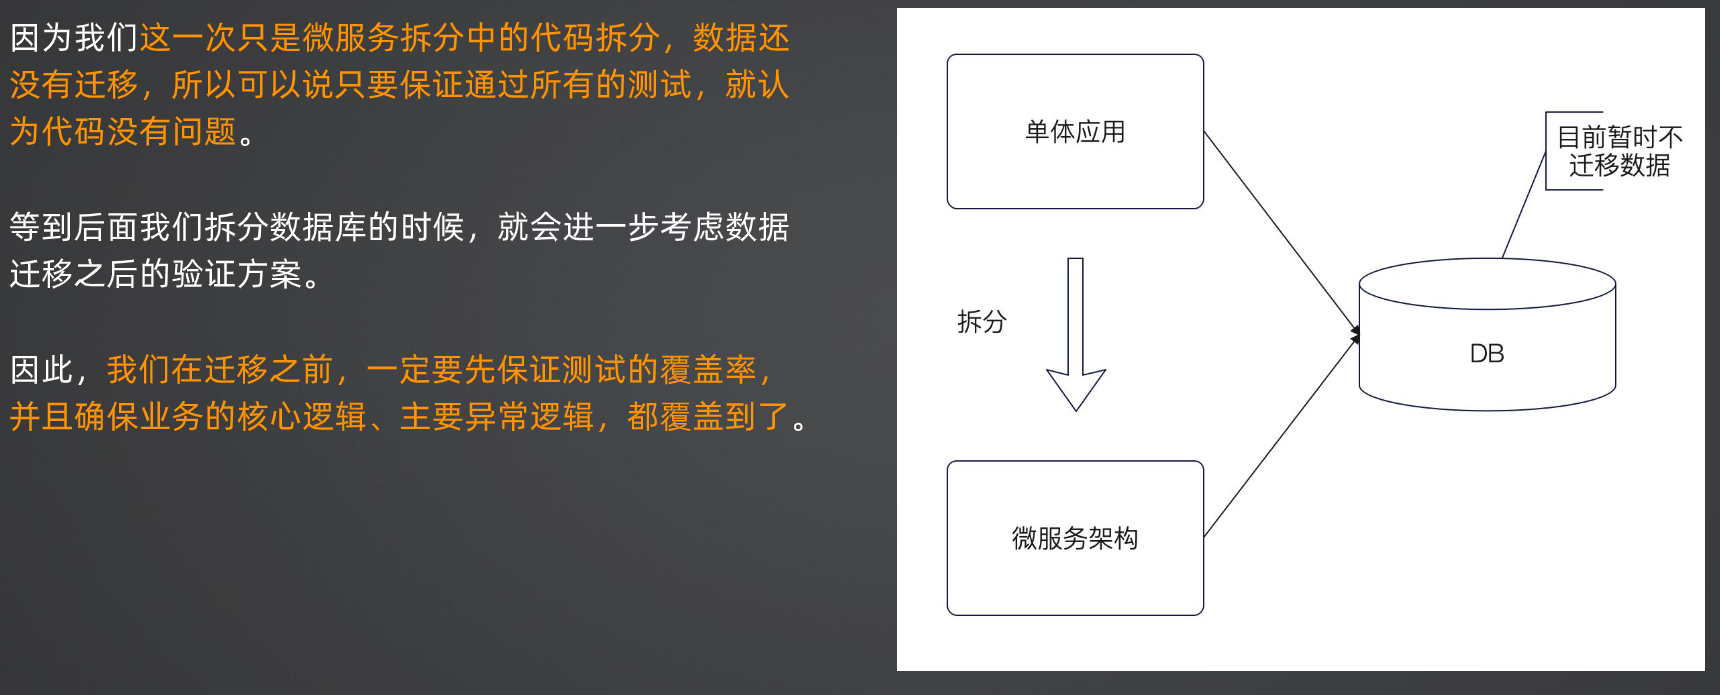 因为我们这一次只是微服务拆分中的代码拆分，数据还
没有迁移，所以可以说只要保证通过所有的测试，就认
为代码没有问题。
等到后面我们拆分数据库的时候，就会进一步考虑数据
迁移之后的验证方案。
因此，我们在迁移之前，一定要先保证测试的覆盖率，
并且确保业务的核心逻辑、主要异常逻辑，都覆盖到了。
单体应用
目前暂时不
迁移数据
拆分
DB
微服务架构